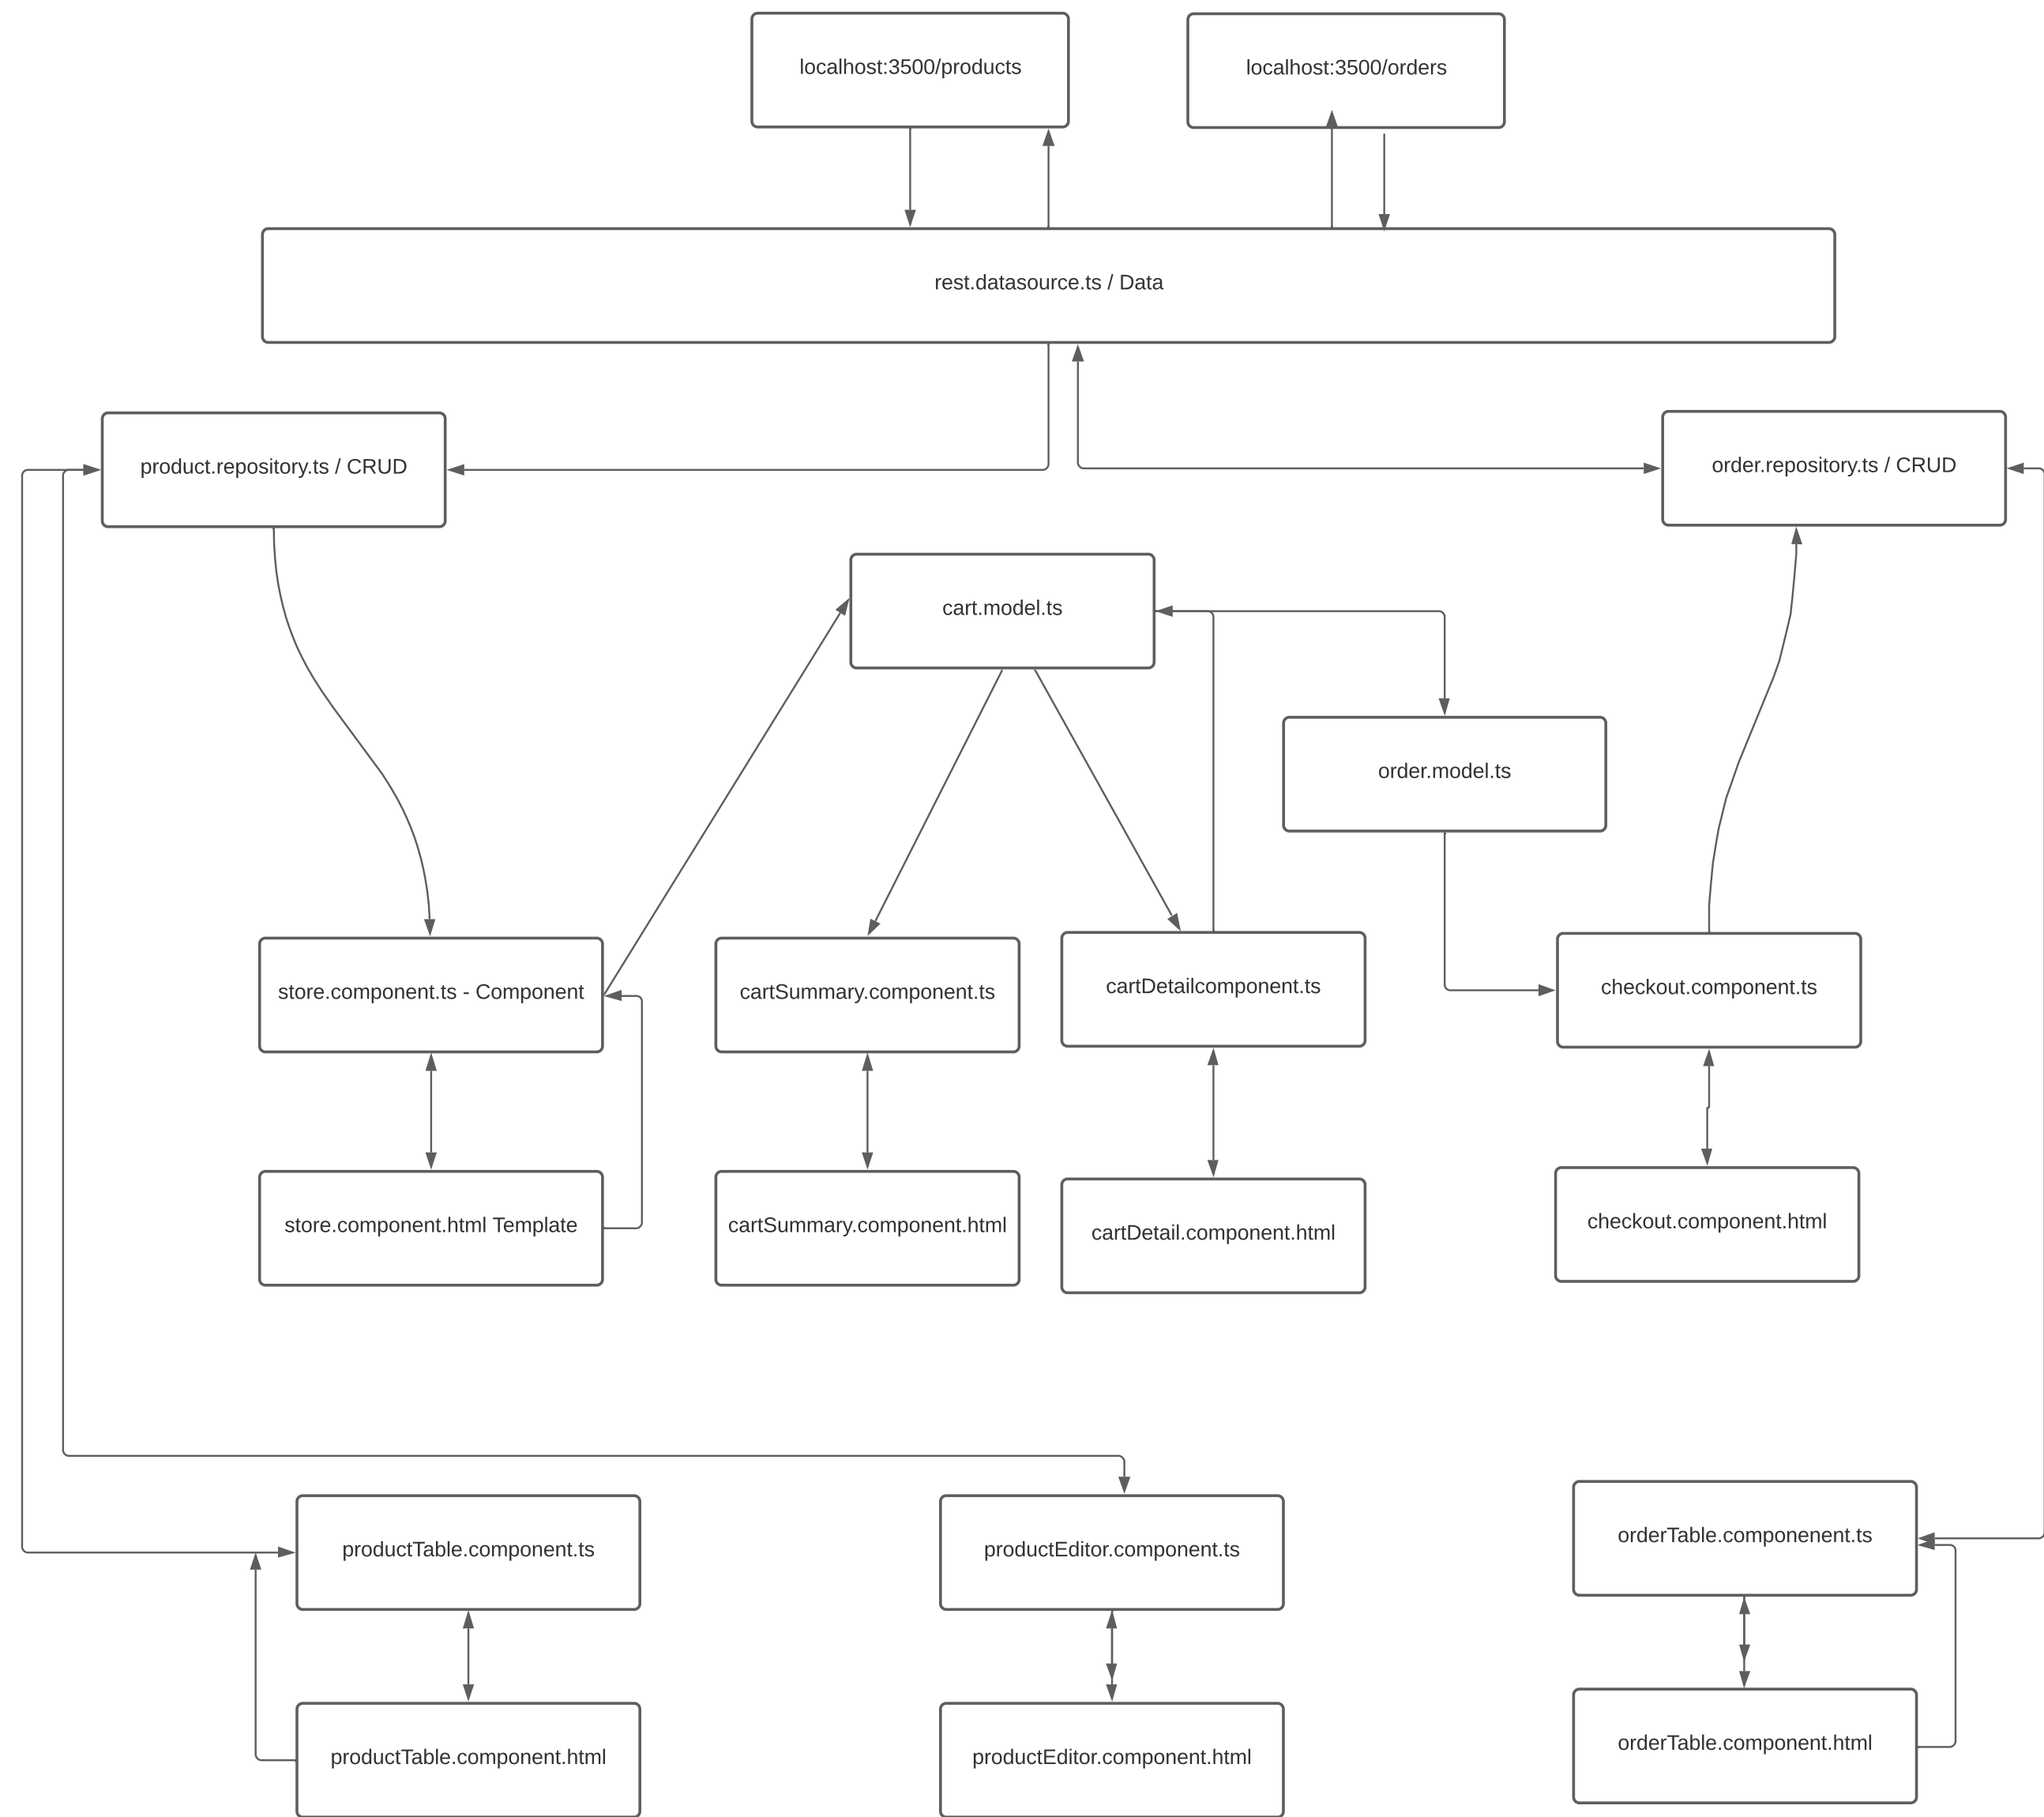 localhost:3500/products
localhost:3500/orders
rest.datasource.ts / Data
product.repository.ts / CRUD
order.repository.ts / CRUD
cart.model.ts
order.model.ts
store.component.ts - Component
cartSummary.component.ts
cartDetailcomponent.ts
checkout.component.ts
store.component.html Template
cartSummary.component.html
cartDetail.component.html
checkout.component.html
productTable.component.ts
productEditor.component.ts
orderTable.componenent.ts
productTable.component.html
productEditor.component.html
orderTable.component.html